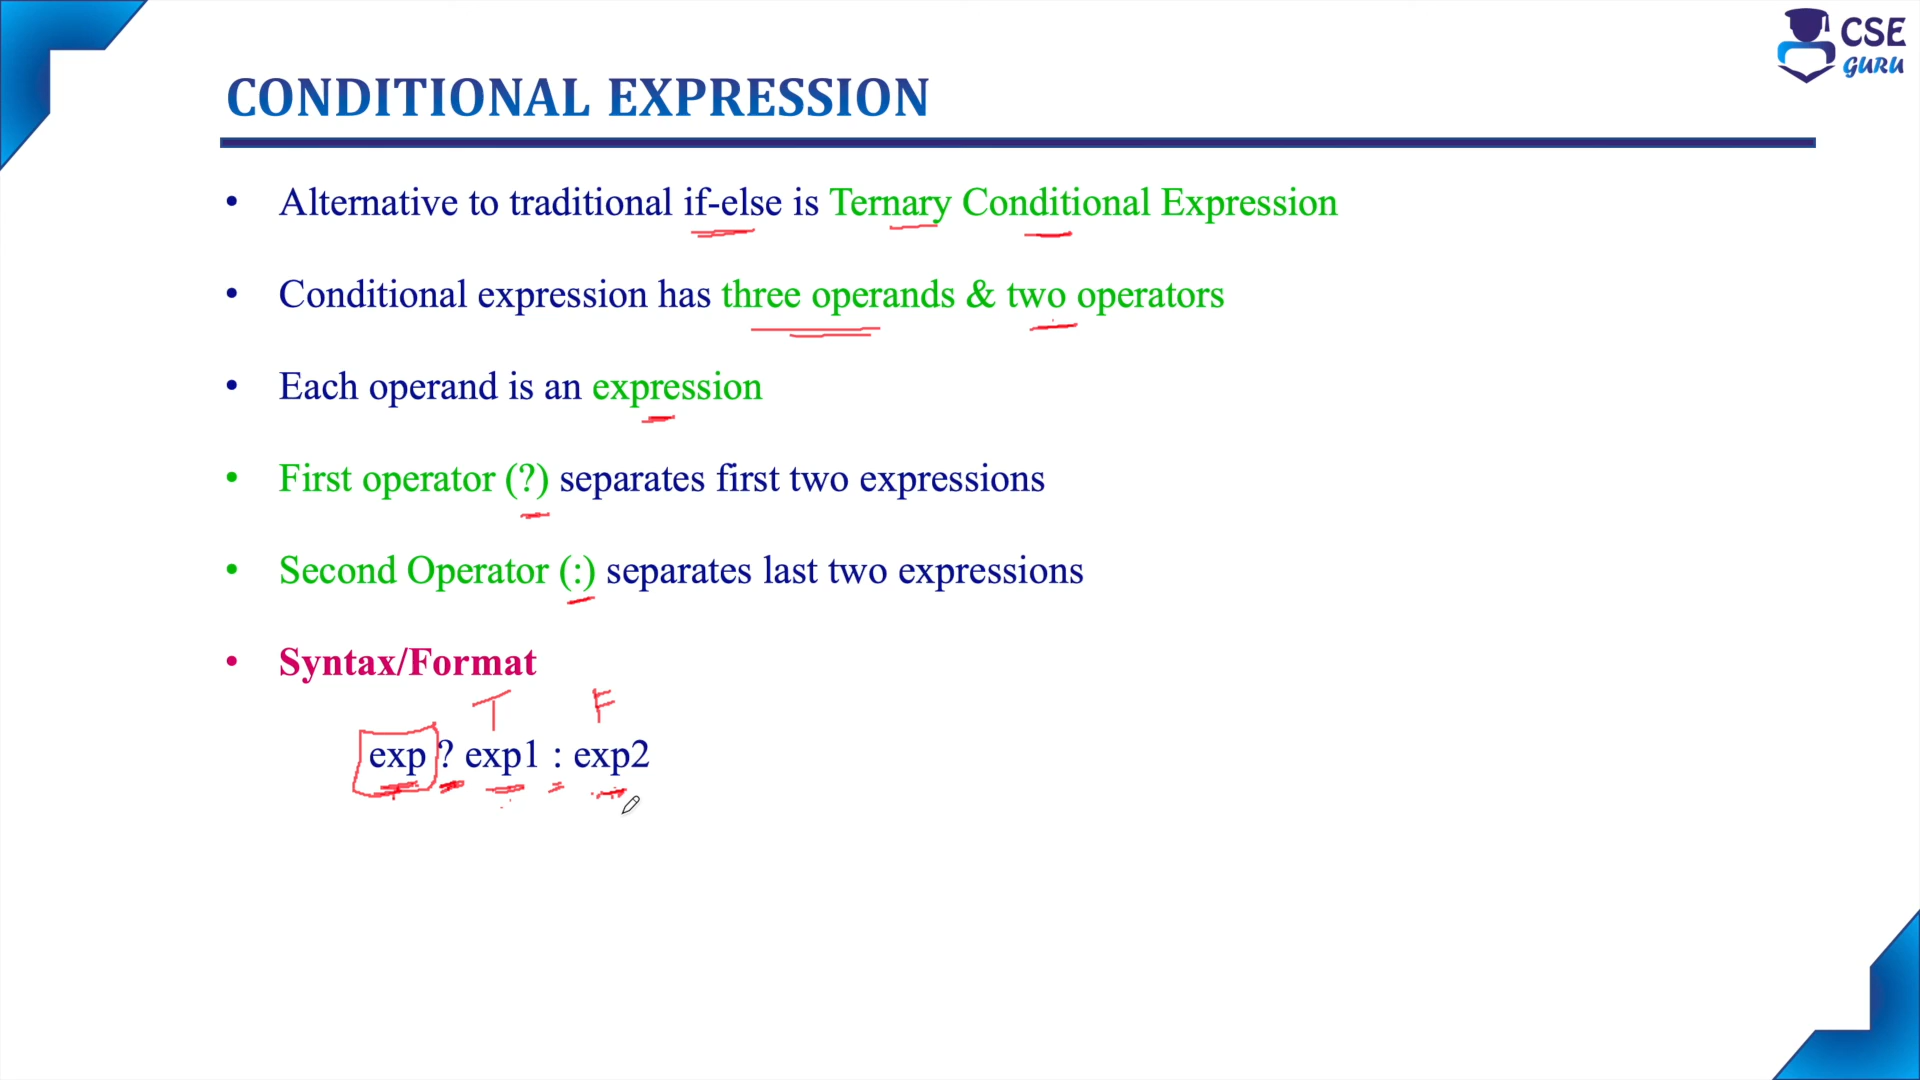 CSE
GURU
CONDITIONAL EXPRESSION
• Alternative to traditional if-else is Ternary Conditional Expression
• Conditional expression has three operands & two operators
• Each operand is an expression
• First operator (?) separates first two expressions
• Second Operator (:) separates last two expressions
• Syntax/Format
T F
exp ? exp1 : exp2